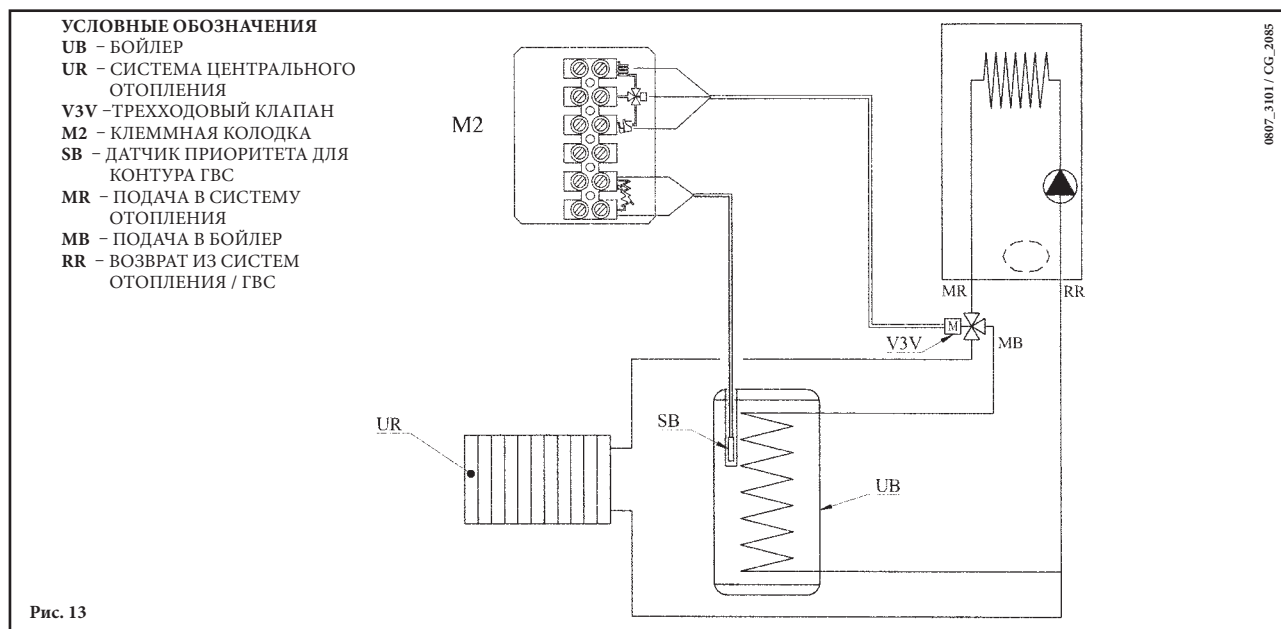 УСЛОВНЫЕ ОБОЗНАЧЕНИЯ
UB – БОЙЛЕР
UR – СИСТЕМА ЦЕНТРАЛЬНОГО
ОТОПЛЕНИЯ
V3V –ТРЕХХОДОВЫЙ КЛАПАН
M2 – КЛЕММНАЯ КОЛОДКА
SB – ДАТЧИК ПРИОРИТЕТА ДЛЯ
КОНТУРА ГВС
MR – ПОДАЧА В СИСТЕМУ
ОТОПЛЕНИЯ
MB – ПОДАЧА В БОЙЛЕР
RR – ВОЗВРАТ ИЗ СИСТЕМ
ОТОПЛЕНИЯ / ГВС
M2
0807_3101 / CG_2085
MR
RR
M
V3V
MB
UR
SB
UB
Рис. 13